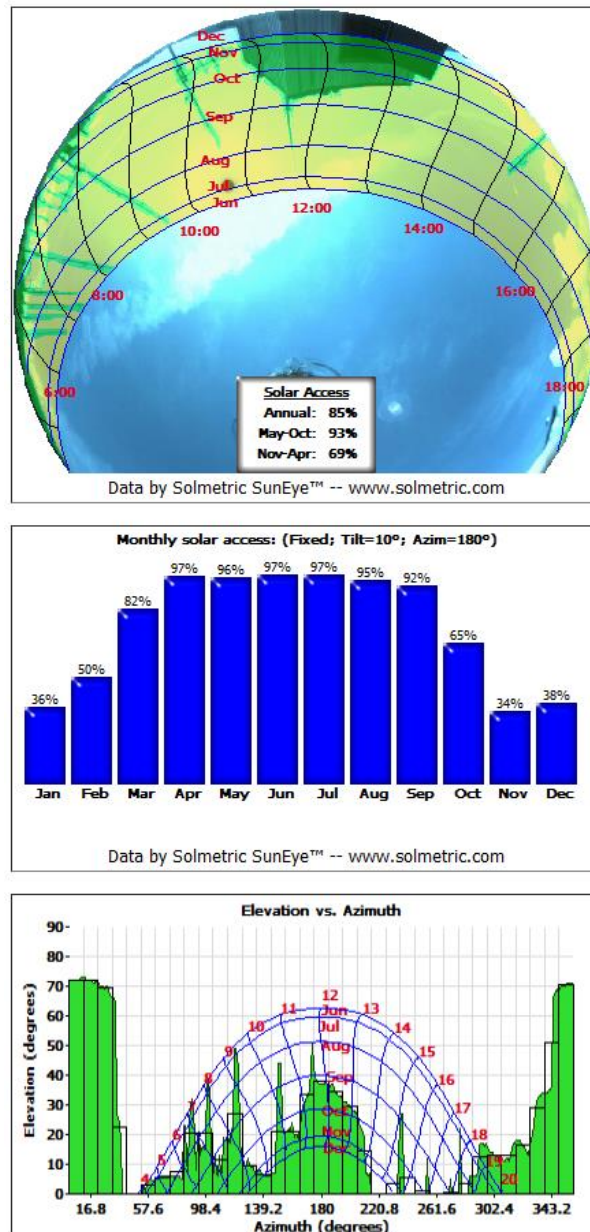 Dec
Nov
Oct
Sep
Aug
Jul
Jun
10:00
12:00
14:00
8:00
16:00
6:00
18:00
Solar Access
Annual: 85%
May-Oct: 93%
Nov-Apr: 69%
Data by Solmetric SunEye™ -- www.solmetric.com
Monthly solar access: (Fixed; Tilt=10º; Azim=180º)
36% 50% 82% 97% 96% 97% 97% 95% 92% 65% 34% 38%
Jan Feb Mar Apr May Jun Jul Aug Sep Oct Nov Dec
Data by Solmetric SunEye™ -- www.solmetric.com
Elevation vs. Azimuth
Elevation (degrees)
90
80
70
60
50
40
30
20
10
0
4 5 6 7 8 9 10 11 12 13 14 15 16 17 18 19 20
Jun
Jul
Aug
Sep
Oct
Nov
Dec
16.8 57.6 98.4 139.2 180 220.8 261.6 302.4 343.2
Azimuth (degrees)